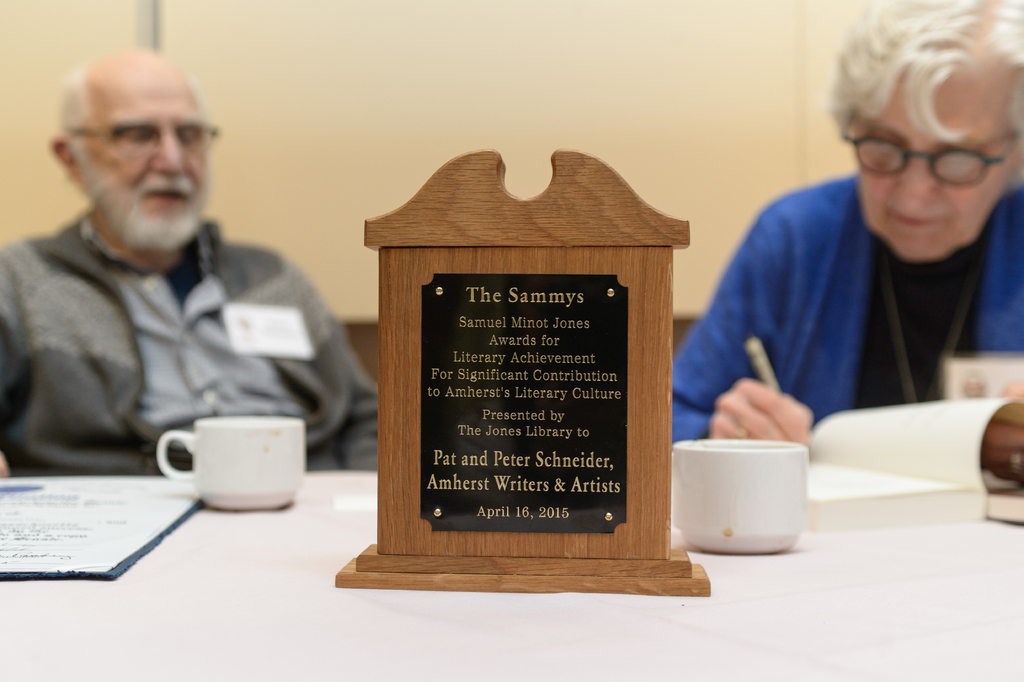 The Sammys
Samuel Minot Jones
Awards for
Literary Achievement
For Significant Contribution
to Amherst's Literary Culture
Presented by
The Jones Library to
Pat and Peter Schneider,
Amherst Writers & Artists
April 16, 2015